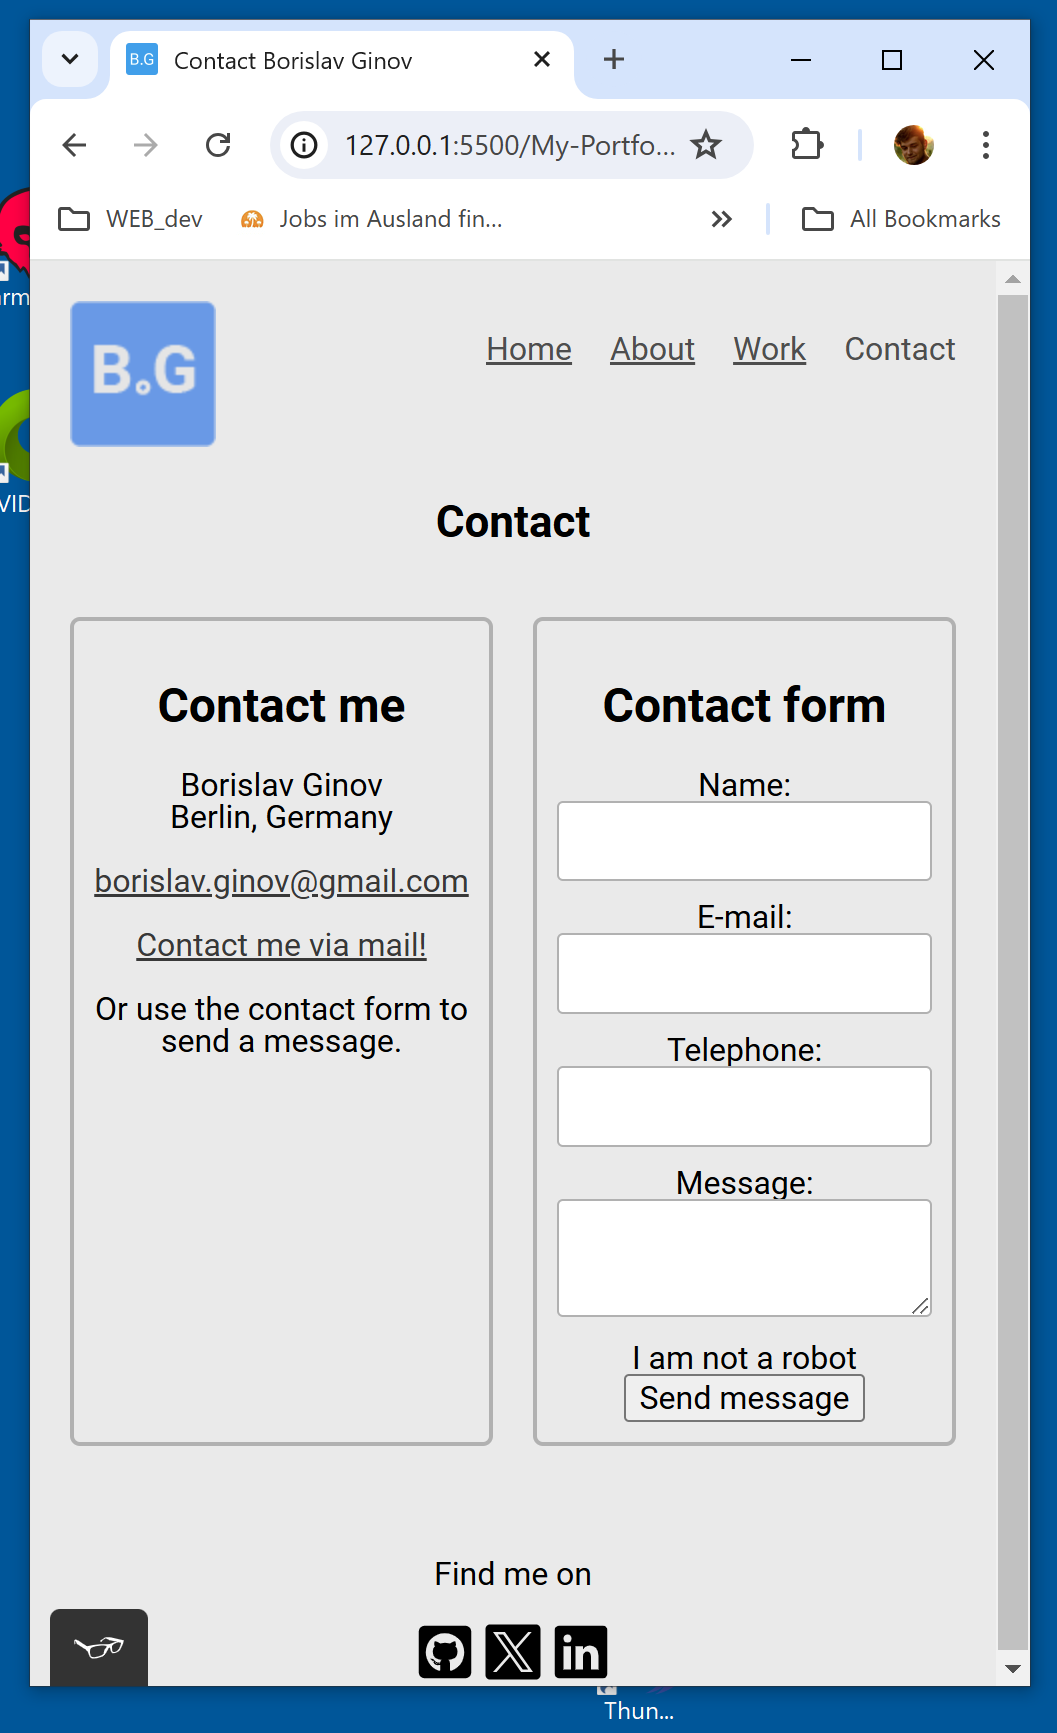 B.G Contact Borislav Ginov
127.0.0.1:5500/My-Portfo...
WEB_dev Jobs im Ausland fin... All Bookmarks
B.G
Home About Work Contact
Contact
Contact me
Borislav Ginov
Berlin, Germany
borislav.ginov@gmail.com
Contact me via mail!
Or use the contact form to
send a message.
Contact form
Name:
E-mail:
Telephone:
Message:
I am not a robot
Send message
Find me on
in
Thun...